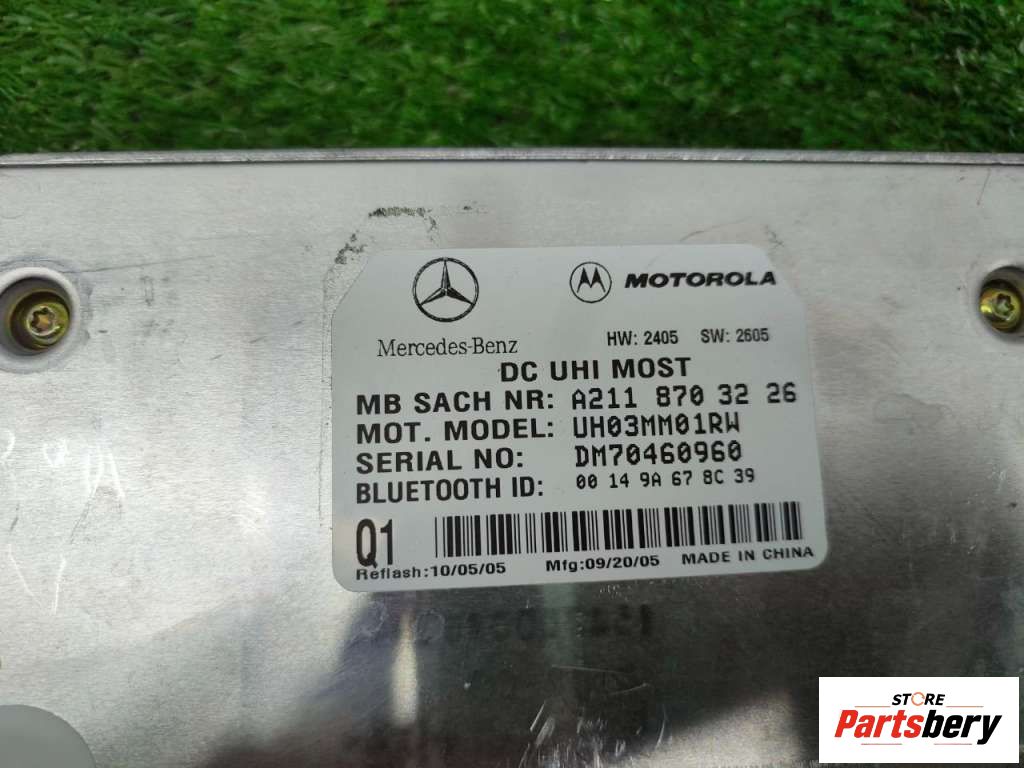 MOTOROLA
Mercedes-Benz
HW: 2405 SW: 2605
DC UHI MOST
MB SACH NR: A211 870 32 26
MOT. MODEL: UH03MM01RW
SERIAL NO: DM70460960
BLUETOOTH ID: 00 14 9A 67 8C 39
Q1
Reflash:10/05/05 Mfg:09/20/05 MADE IN CHINA
STORE
Partsbery